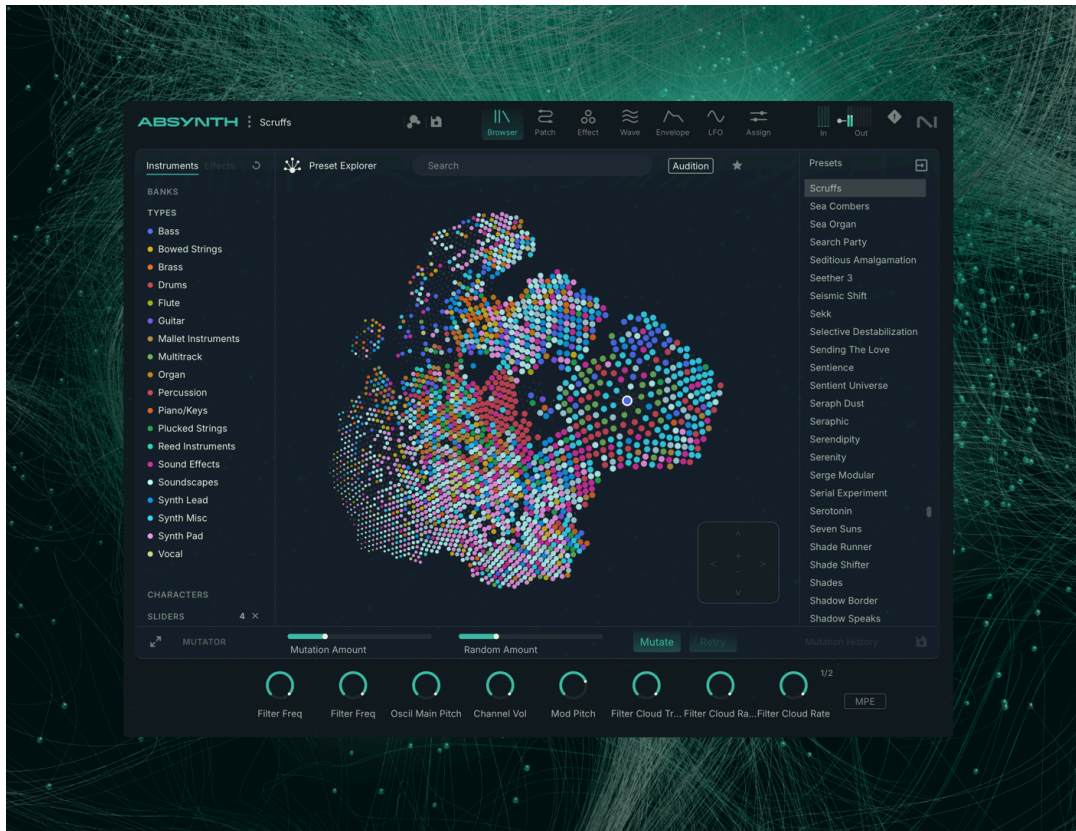 ABSYNTH
Scruffs
Browser
Patch
Effect
Wave
Envelope
LFO
Assign
In
Out
Instruments
Effects
Preset Explorer
Search
Audition
Presets
BANKS
TYPES
Bass
Bowed Strings
Brass
Drums
Flute
Guitar
Mallet Instruments
Multitrack
Organ
Percussion
Piano/Keys
Plucked Strings
Reed Instruments
Sound Effects
Soundscapes
Synth Lead
Synth Misc
Synth Pad
Vocal
CHARACTERS
SLIDERS 4
Scruffs
Sea Combers
Sea Organ
Search Party
Seditious Amalgamation
Seether 3
Seismic Shift
Sekk
Selective Destabilization
Sending The Love
Sentience
Sentient Universe
Seraph Dust
Seraphic
Serendipity
Serenity
Serge Modular
Serial Experiment
Serotonin
Seven Suns
Shade Runner
Shade Shifter
Shades
Shadow Border
Shadow Speaks
MUTATOR
Mutation Amount
Random Amount
Mutate
Retry
Mutation History
Filter Freq
Filter Freq
Oscil Main Pitch
Channel Vol
Mod Pitch
Filter Cloud Tr...
Filter Cloud Ra...
Filter Cloud Rate
1/2
MPE